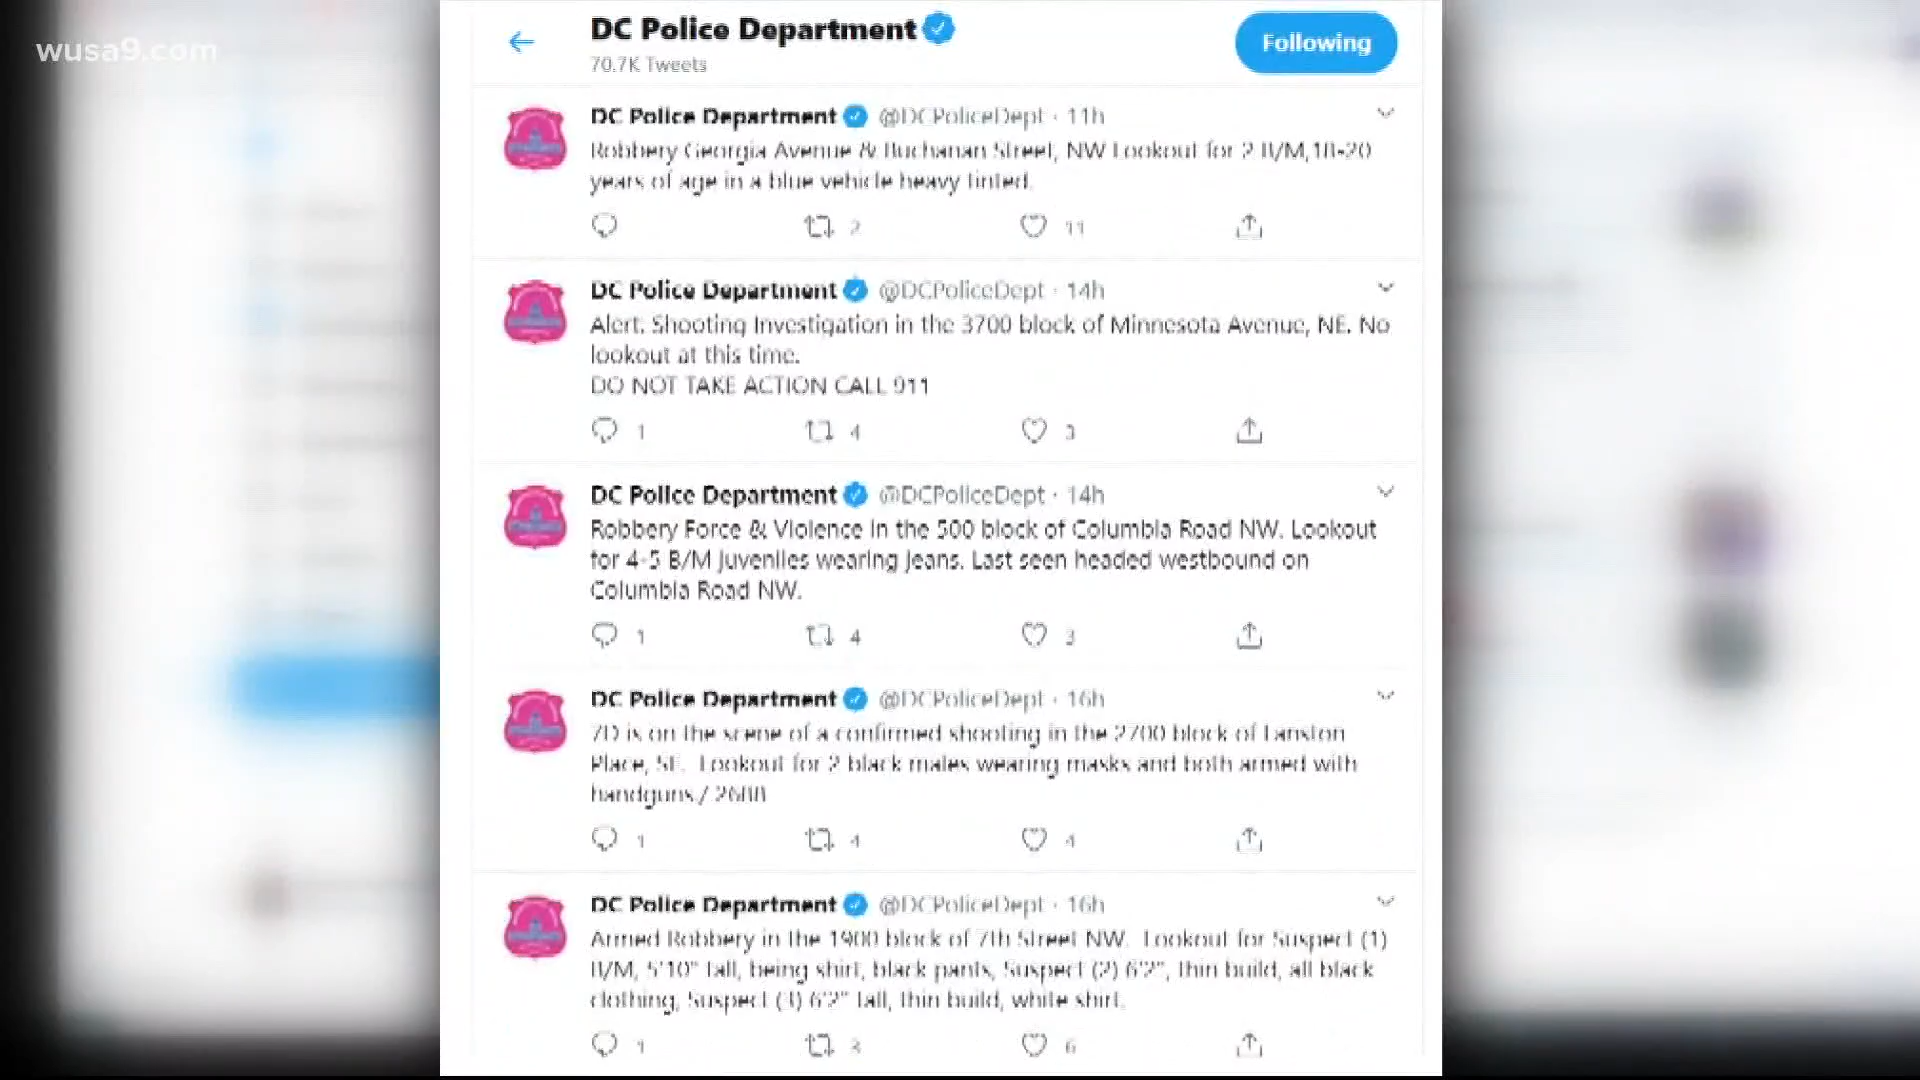 wusa9.com
DC Police Department
70.7K Tweets
Following
DC Police Department @DCPoliceDept · 11h
Robbery Georgia Avenue & Buchanan Street, NW Lookout for 2 B/M,18-20
years of age in a blue vehicle heavy tinted.
2 11
DC Police Department @DCPoliceDept · 14h
Alert: Shooting Investigation in the 3700 block of Minnesota Avenue, NE. No
lookout at this time.
DO NOT TAKE ACTION CALL 911
1 4 3
DC Police Department @DCPoliceDept · 14h
Robbery Force & Violence in the 500 block of Columbia Road NW. Lookout
for 4-5 B/M juveniles wearing jeans. Last seen headed westbound on
Columbia Road NW.
1 4 3
DC Police Department @DCPoliceDept · 16h
7D is on the scene of a confirmed shooting in the 2700 block of
Place, SE. Lookout for 2 black males wearing masks and both armed with
handguns./
1 4 4
DC Police Department @DCPoliceDept · 16h
Armed Robbery in the 1900 block of 7th Street NW. Lookout for Suspect (1)
B/M, 5'10" tall, being shirt, black pants, Suspect (2) 6'2", thin build, all black
clothing, Suspect (3) 6'2" tall, thin build, white shirt.
1 3 6